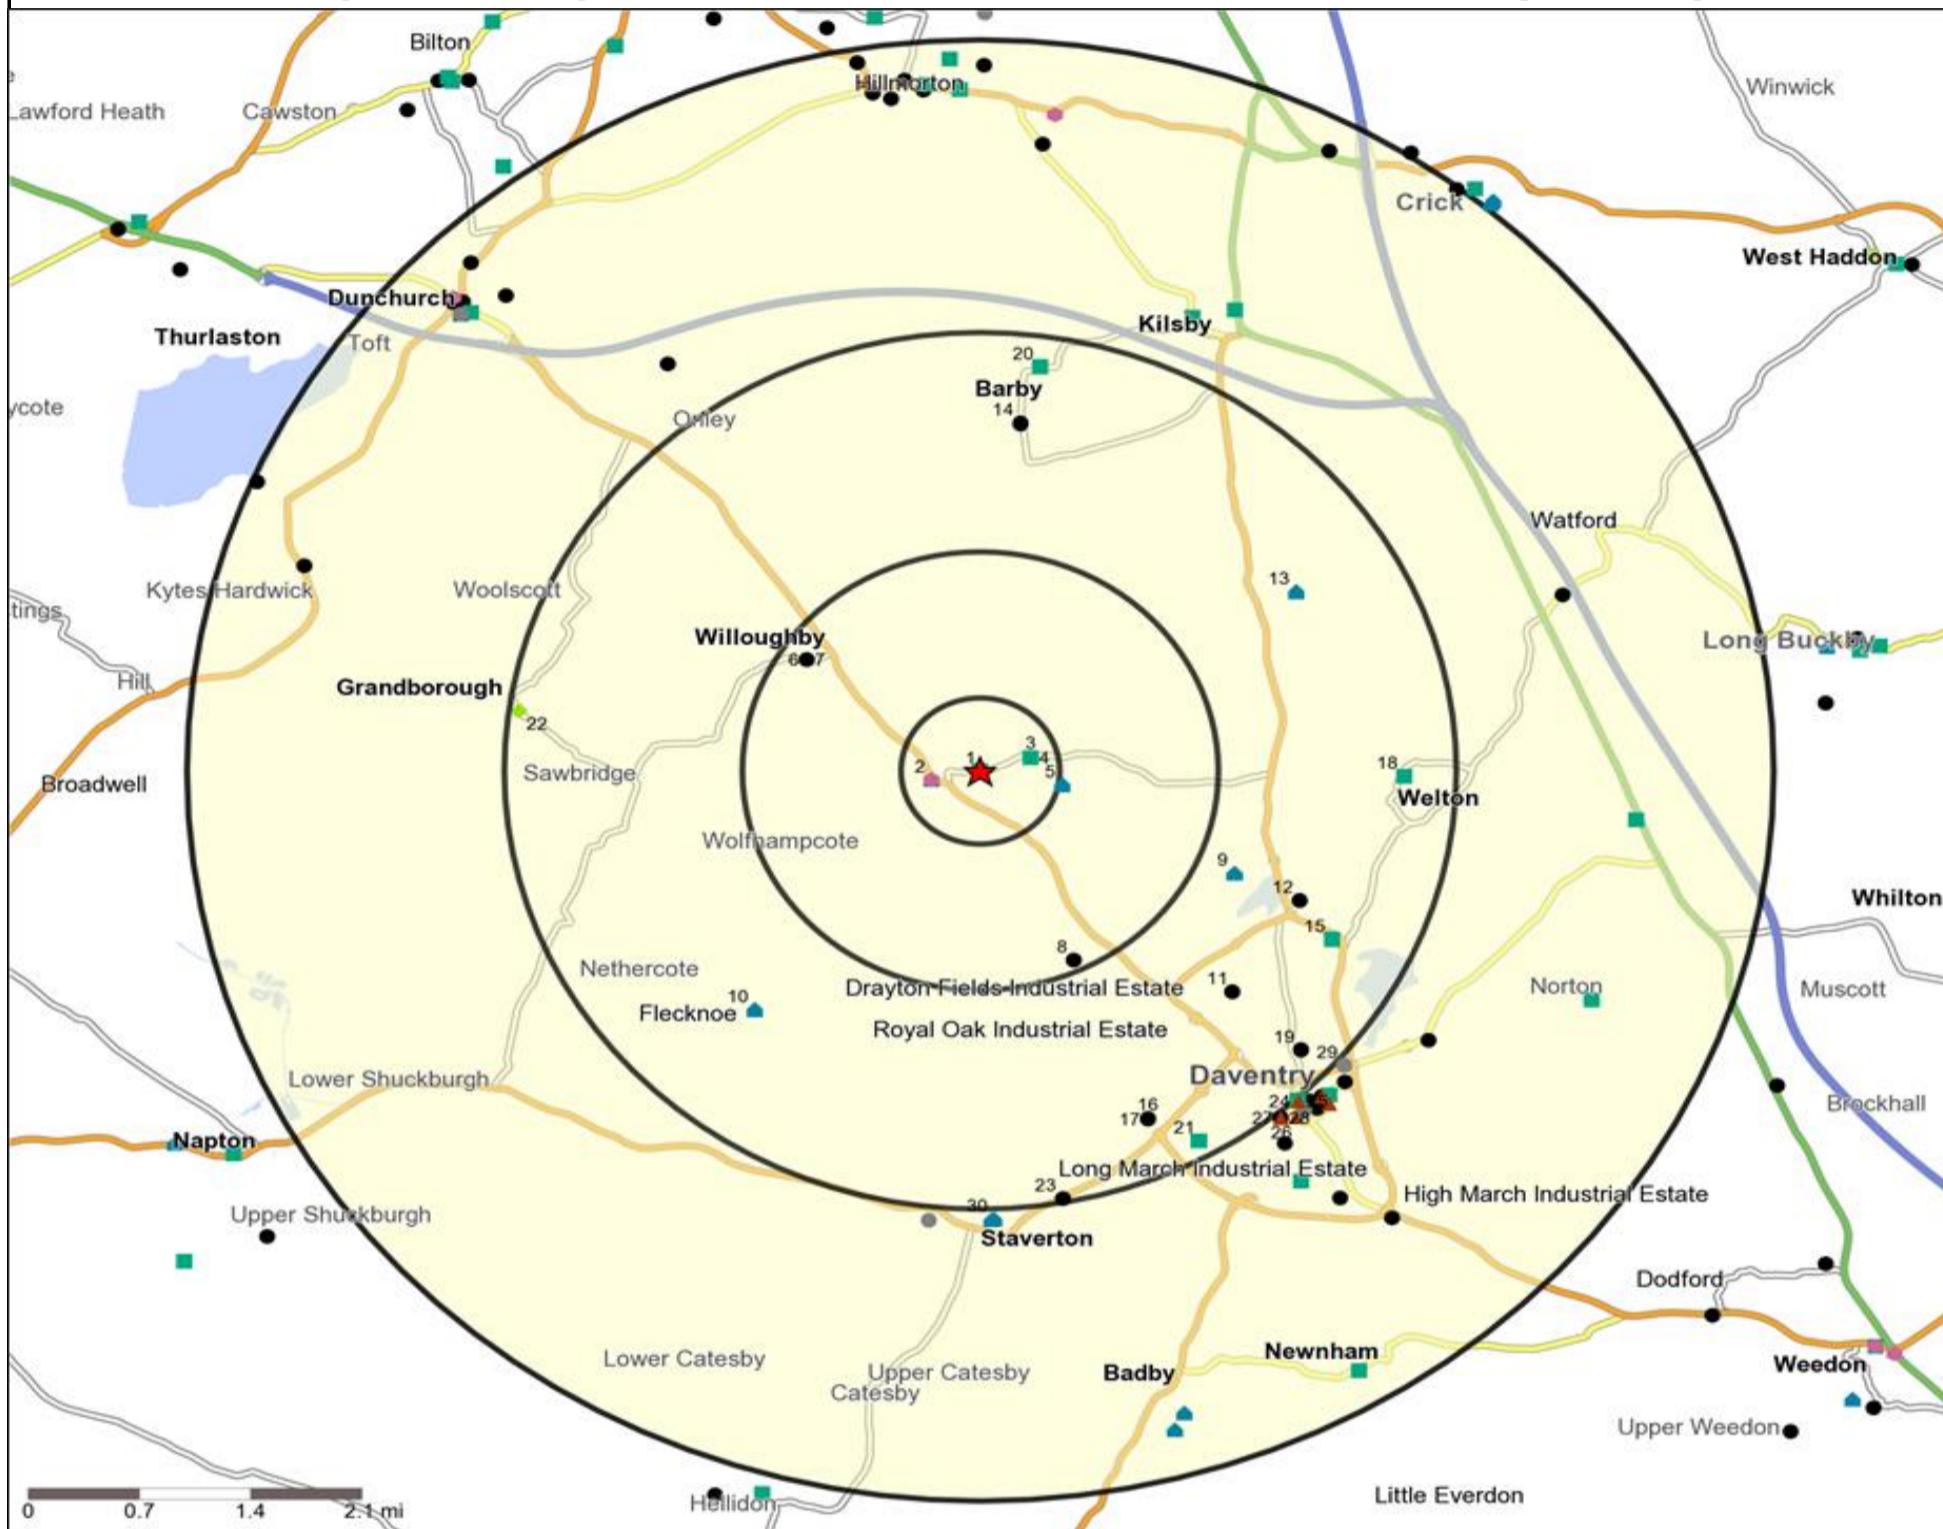 Bilton
Hillmorton
Winwick
Lawford Heath
Cawston
Crick
West Haddon
Dunchurch
Kilsby
Thurlaston
Toft
20
Barby
ycote
14
Onley
Watford
13
Kytes Hardwick
Woolscott
tings
Willoughby
Long Buckby
6 7
Hill
Grandborough
22
3
1
4
2
5
18
Sawbridge
Broadwell
Welton
Wolfhampcote
9
12
Whilton
15
8
Nethercote
11
Drayton Fields Industrial Estate
Norton
Muscott
10
Flecknoe
Royal Oak Industrial Estate
19
29
Lower Shuckburgh
Daventry
24
Brockhall
16
17
27
28
21
26
Napton
Long March Industrial Estate
23
High March Industrial Estate
30
Upper Shuckburgh
Staverton
Dodford
Lower Catesby
Upper Catesby
Catesby
Newnham
Badby
Weedon
Upper Weedon
Little Everdon
Hellidon
0 0.7 1.4 2.1 mi